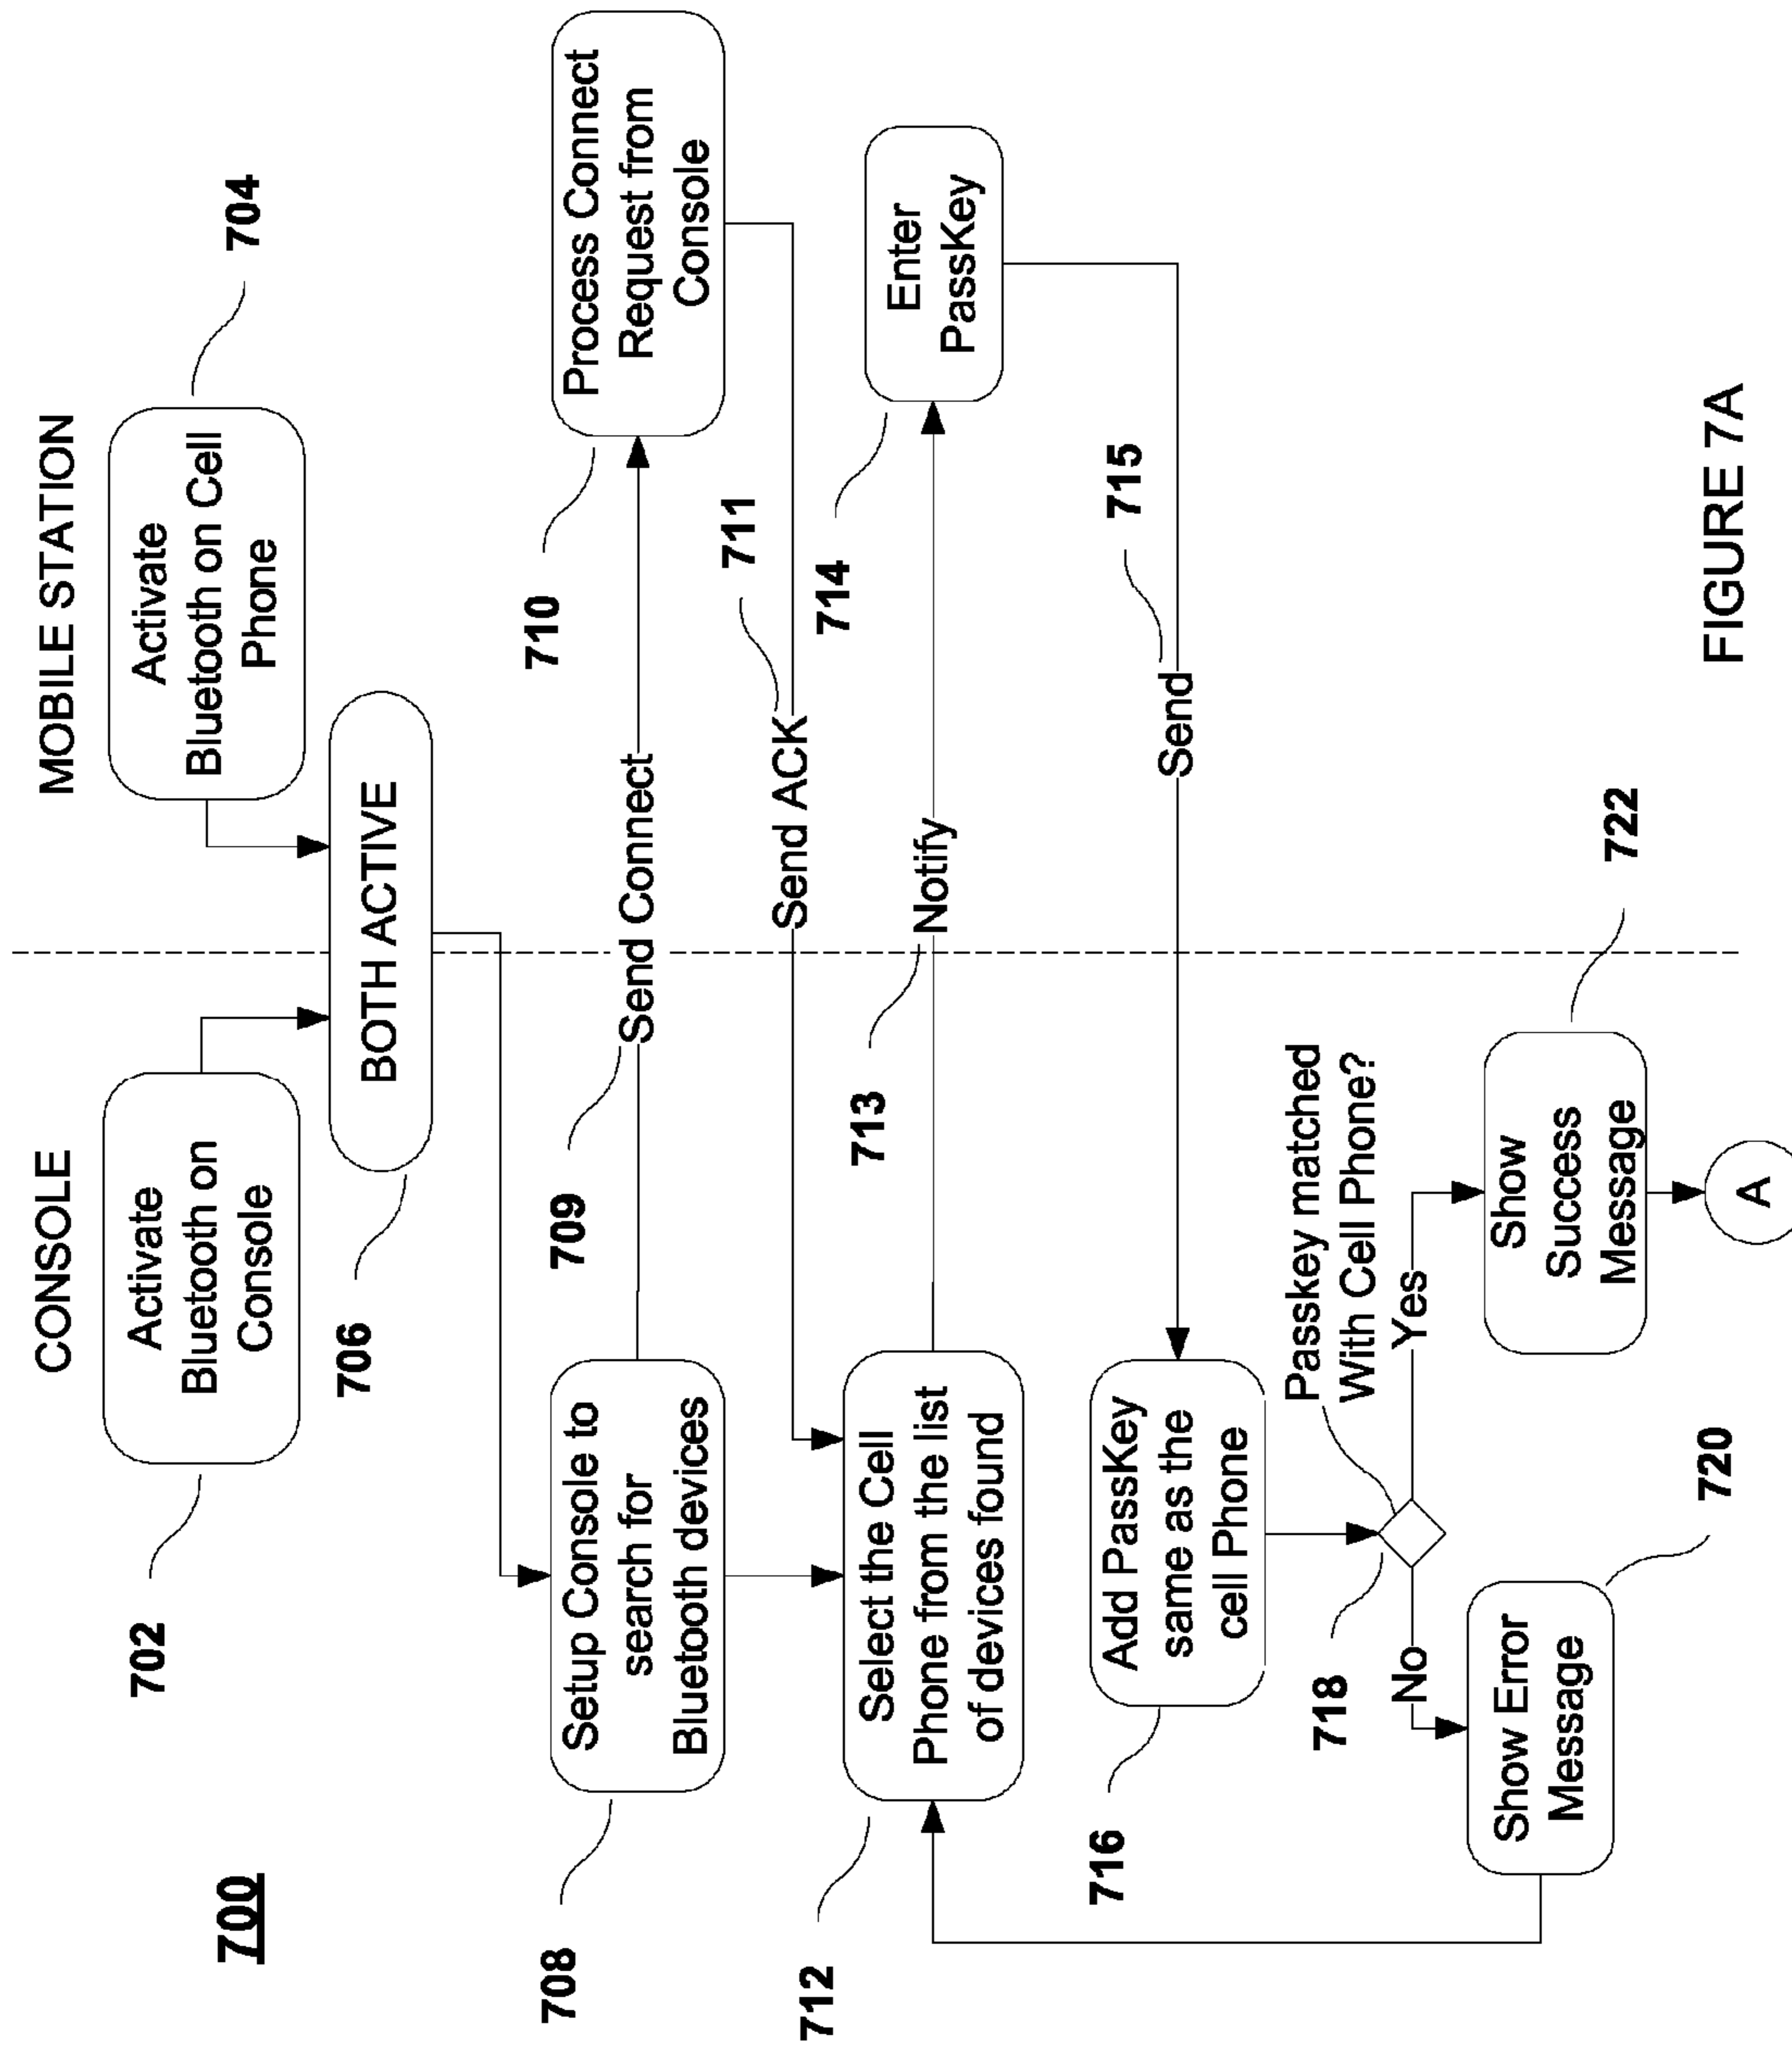 700
CONSOLE
MOBILE STATION
702
Activate
Bluetooth on
Console
704
Activate
Bluetooth on Cell
Phone
706
BOTH ACTIVE
708
Setup Console to
search for
Bluetooth devices
709
Send Connect
710
Process Connect
Request from
Console
711
Send ACK
712
Select the Cell
Phone from the list
of devices found
713
Notify
714
Enter
PassKey
715
Send
716
Add PassKey
same as the
cell Phone
718
Passkey matched
With Cell Phone?
No
Yes
720
Show Error
Message
722
Show
Success
Message
A
FIGURE 7A